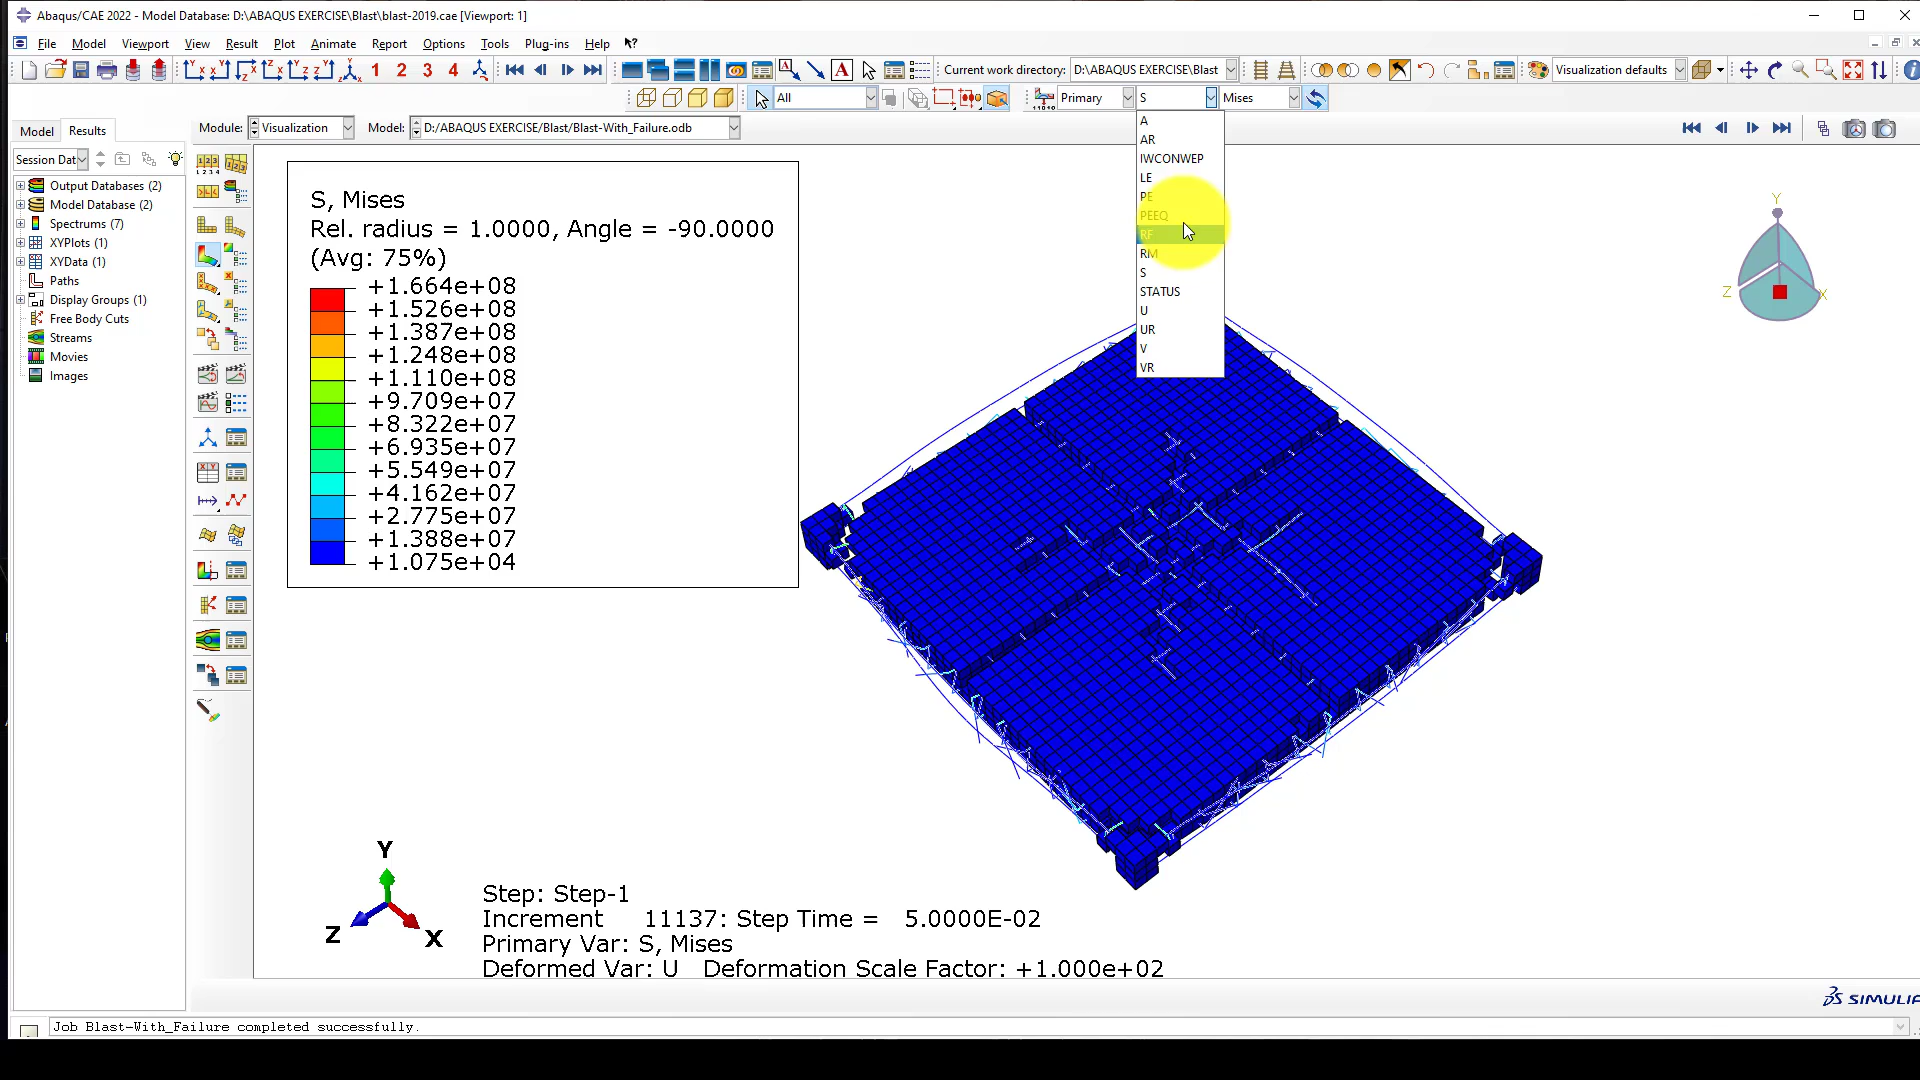 Abaqus/CAE 2022 - Model Database: D:\ABAQUS EXERCISE\Blast\blast-2019.cae [Viewport: 1]
File Model Viewport View Result Plot Animate Report Options Tools Plug-ins Help
1 2 3 4
Current work directory: D:\ABAQUS EXERCISE\Blast
Visualization defaults
All
Primary
S
Mises
Model
Results
Module: Visualization
Model: D:/ABAQUS EXERCISE/Blast/Blast-With_Failure.odb
Session Dat
Output Databases (2)
Model Database (2)
Spectrums (7)
XYPlots (1)
XYData (1)
Paths
Display Groups (1)
Free Body Cuts
Streams
Movies
Images
A
AR
IWCONWEP
LE
PE
PEEQ
RF
RM
S
STATUS
U
UR
V
VR
S, Mises
Rel. radius = 1.0000, Angle = -90.0000
(Avg: 75%)
+1.664e+08
+1.526e+08
+1.387e+08
+1.248e+08
+1.110e+08
+9.709e+07
+8.322e+07
+6.935e+07
+5.549e+07
+4.162e+07
+2.775e+07
+1.388e+07
+1.075e+04
Y
Z
X
Y
Z
X
Step: Step-1
Increment 11137: Step Time = 5.0000E-02
Primary Var: S, Mises
Deformed Var: U Deformation Scale Factor: +1.000e+02
Job Blast-With_Failure completed successfully.